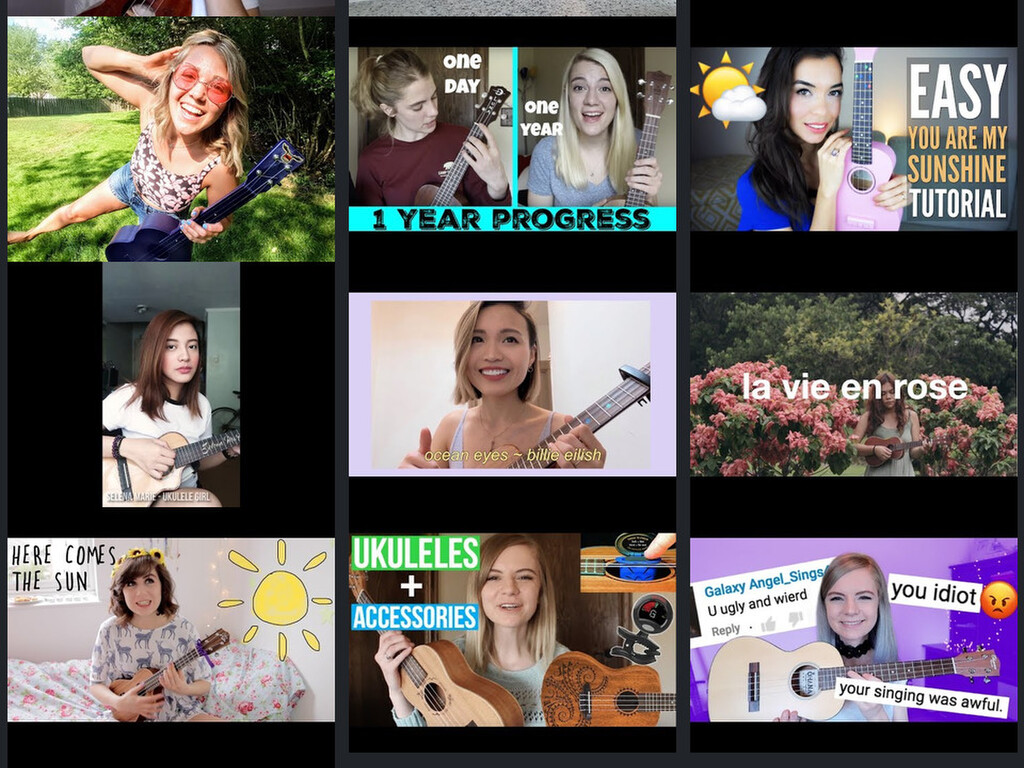 one
DAY
one
YEAR
1 YEAR PROGRESS
EASY
YOU ARE MY
SUNSHINE
TUTORIAL
SELENA MARIE - UKULELE GIRL
ocean eyes ~ billie eilish
la vie en rose
HERE COMES
THE SUN
UKULELES
+
ACCESSORIES
Galaxy Angel_Sings
U ugly and wierd
Reply
you idiot
your singing was awful.